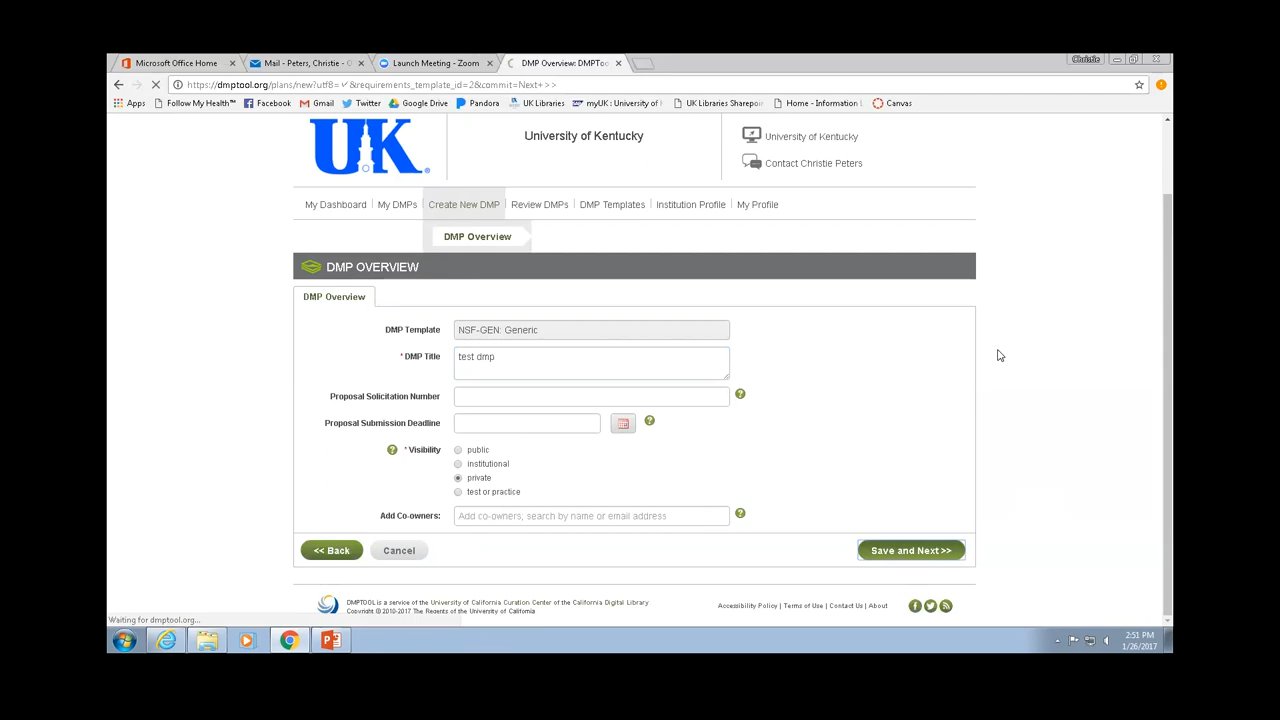 Microsoft Office Home
Mail - Peters, Christie - O
Launch Meeting - Zoom
DMP Overview: DMPToo
Christie
https://dmptool.org/plans/new?utf8=✓&requirements_template_id=2&commit=Next+>>
Apps
Follow My Health™
Facebook
Gmail
Twitter
Google Drive
Pandora
UK Libraries
myUK : University of K
UK Libraries Sharepoi
Home - Information L
Canvas
UK
University of Kentucky
University of Kentucky
Contact Christie Peters
My Dashboard
My DMPs
Create New DMP
Review DMPs
DMP Templates
Institution Profile
My Profile
DMP Overview
DMP OVERVIEW
DMP Overview
DMP Template
NSF-GEN: Generic
* DMP Title
test dmp
Proposal Solicitation Number
Proposal Submission Deadline
* Visibility
public
institutional
private
test or practice
Add Co-owners:
Add co-owners, search by name or email address
<< Back
Cancel
Save and Next >>
DMPTOOL is a service of the University of California Curation Center of the California Digital Library
Copyright © 2010-2017 The Regents of the University of California
Accessibility Policy | Terms of Use | Contact Us | About
Waiting for dmptool.org...
2:51 PM
1/26/2017